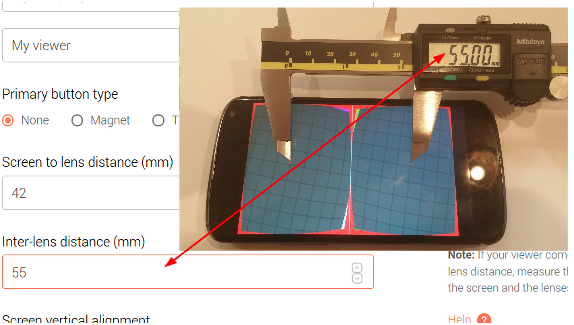 My viewer
Primary button type
None
Magnet
T
Screen to lens distance (mm)
42
Inter-lens distance (mm)
55
Screen vertical alignment
0 10 20 30 40 50
55.00
Mitutoyo
Note: If your viewer com
lens distance, measure th
the screen and the lenses
Help ?